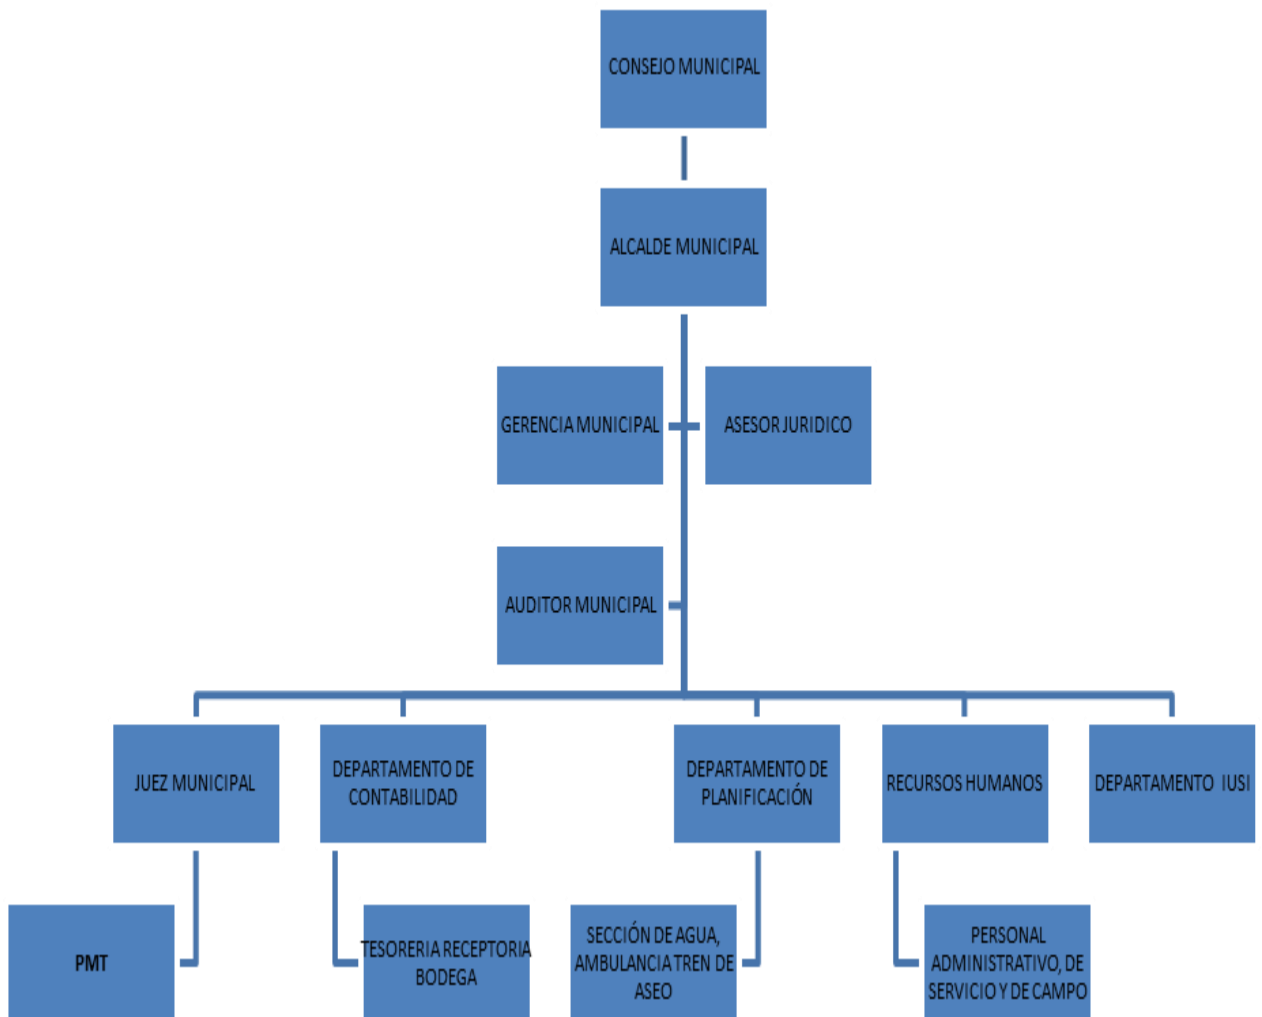 CONSEJO MUNICIPAL
ALCALDE MUNICIPAL
GERENCIA MUNICIPAL
ASESOR JURIDICO
AUDITOR MUNICIPAL
JUEZ MUNICIPAL
DEPARTAMENTO DE
CONTABILIDAD
DEPARTAMENTO DE
PLANIFICACIÓN
RECURSOS HUMANOS
DEPARTAMENTO IUSI
PMT
TESORERIA RECEPTORIA
BODEGA
SECCIÓN DE AGUA,
AMBULANCIA TREN DE
ASEO
PERSONAL
ADMINISTRATIVO, DE
SERVICIO Y DE CAMPO